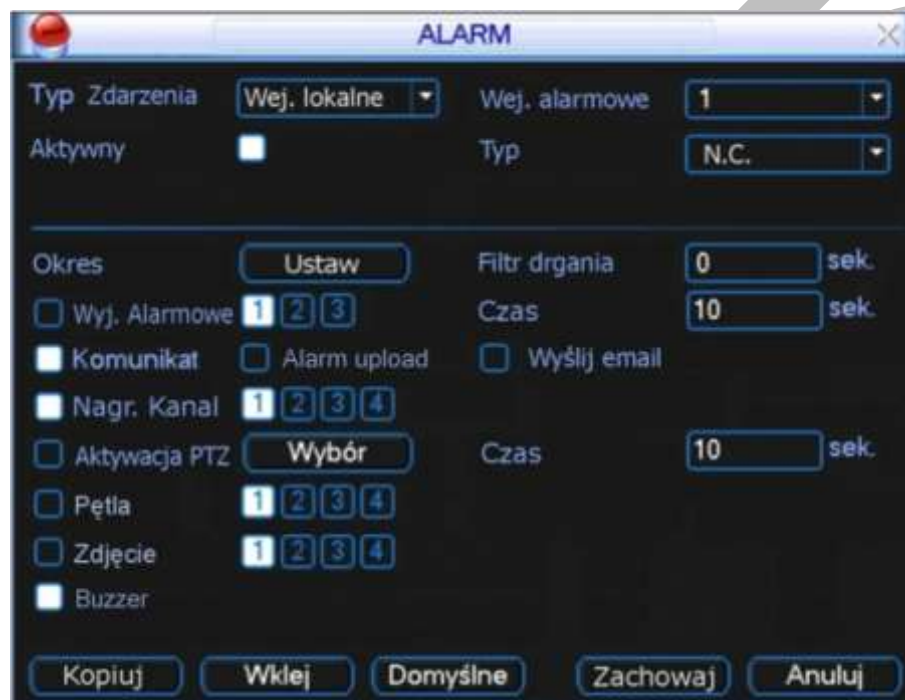 ALARM
Typ Zdarzenia Wej. lokalne Wej. alarmowe 1
Aktywny Typ N.C.
Okres Ustaw Filtr drgania 0 sek.
Wyj. Alarmowe 1 2 3 Czas 10 sek.
Komunikat Alarm upload Wyślij email
Nagr. Kanal 1 2 3 4
Aktywacja PTZ Wybór Czas 10 sek.
Pętla 1 2 3 4
Zdjęcie 1 2 3 4
Buzzer
Kopiuj Wklej Domyślne Zachowaj Anuluj